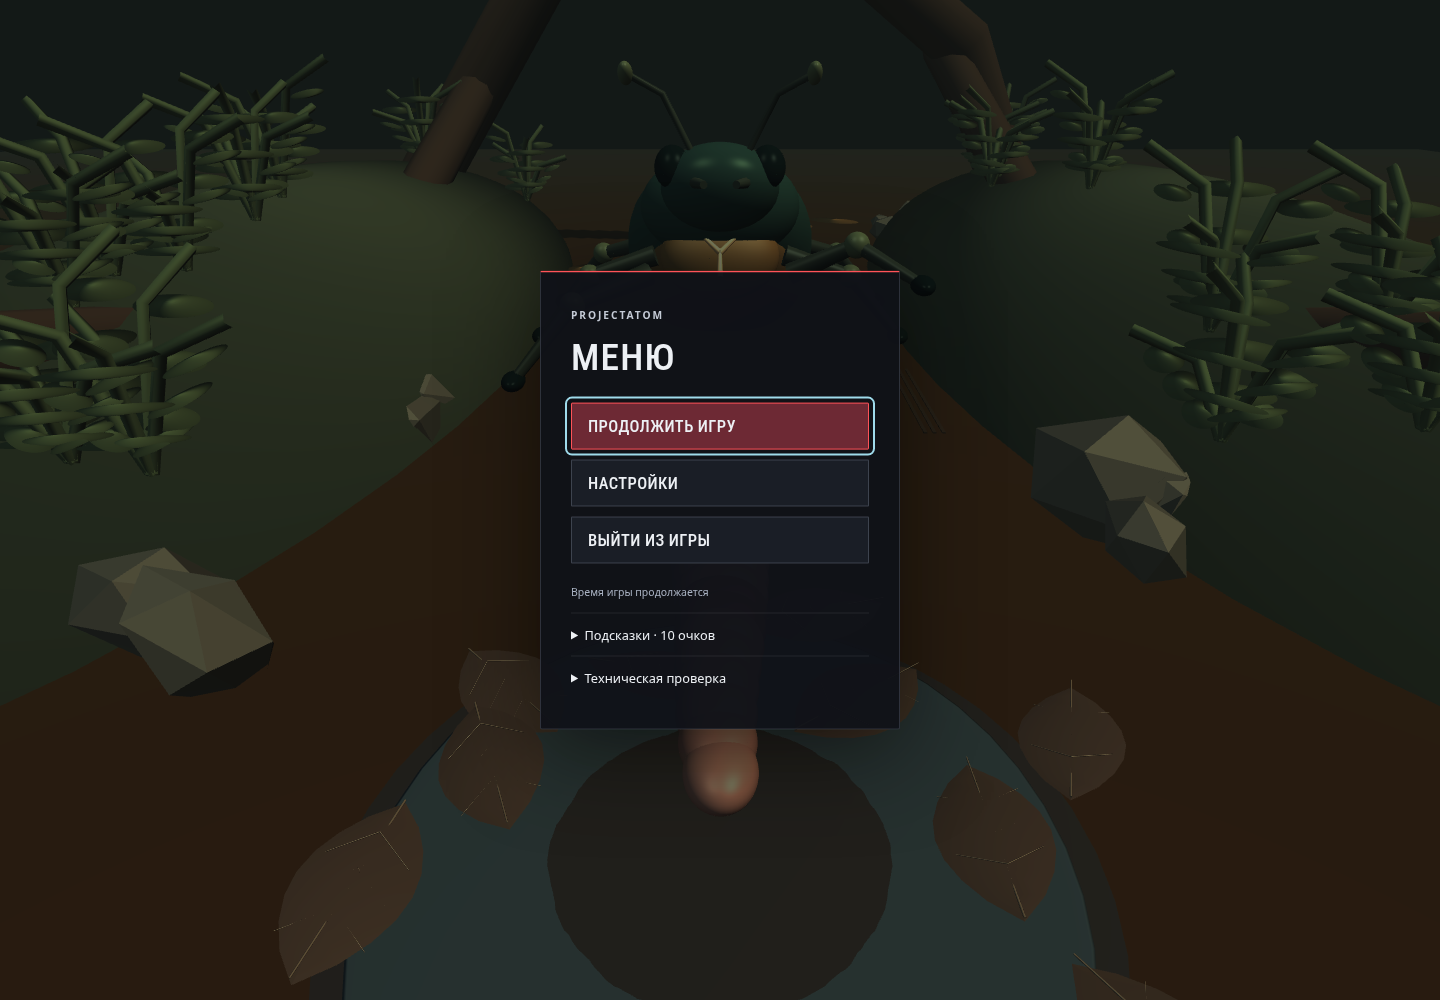 PROJECTATOM
МЕНЮ
ПРОДОЛЖИТЬ ИГРУ
НАСТРОЙКИ
ВЫЙТИ ИЗ ИГРЫ
Время игры продолжается
Подсказки · 10 очков
Техническая проверка